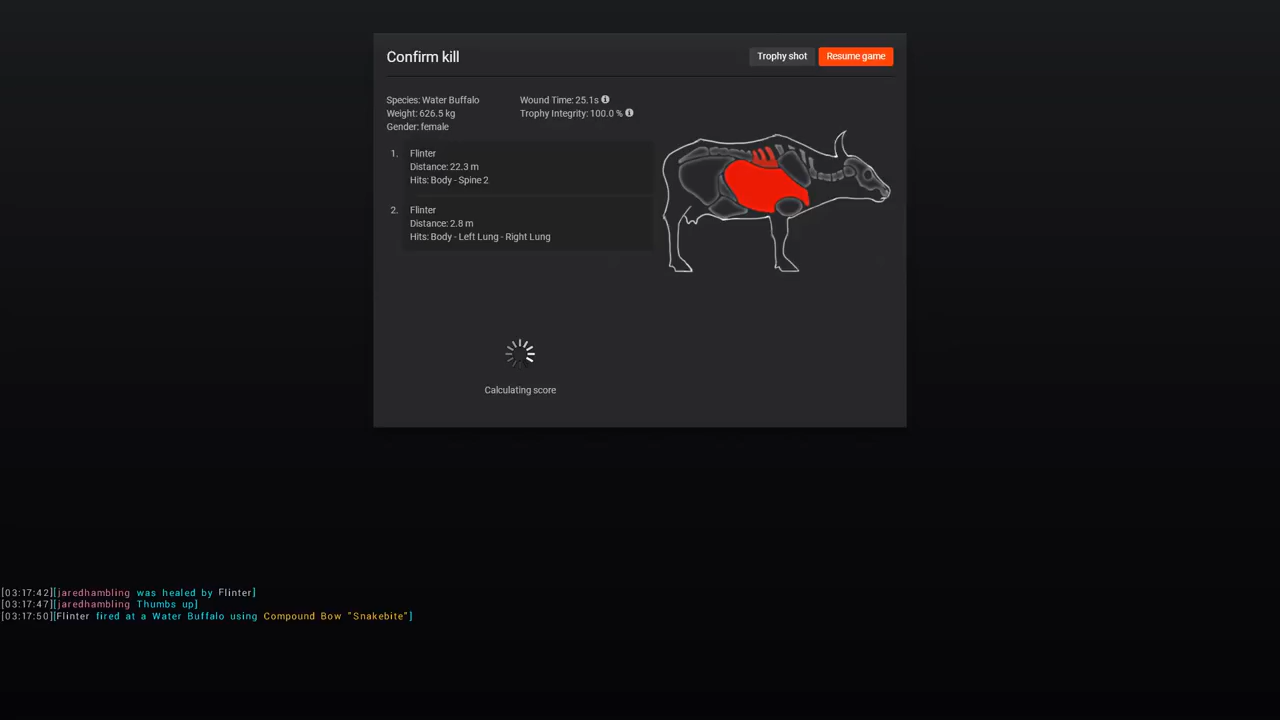 Confirm kill
Trophy shot
Resume game
Species: Water Buffalo
Weight: 626.5 kg
Gender: female
Wound Time: 25.1s
Trophy Integrity: 100.0 %
1. Flinter
Distance: 22.3 m
Hits: Body - Spine 2
2. Flinter
Distance: 2.8 m
Hits: Body - Left Lung - Right Lung
Calculating score
[03:17:42][jaredhambling was healed by Flinter]
[03:17:47][jaredhambling Thumbs up]
[03:17:50][Flinter fired at a Water Buffalo using Compound Bow "Snakebite"]